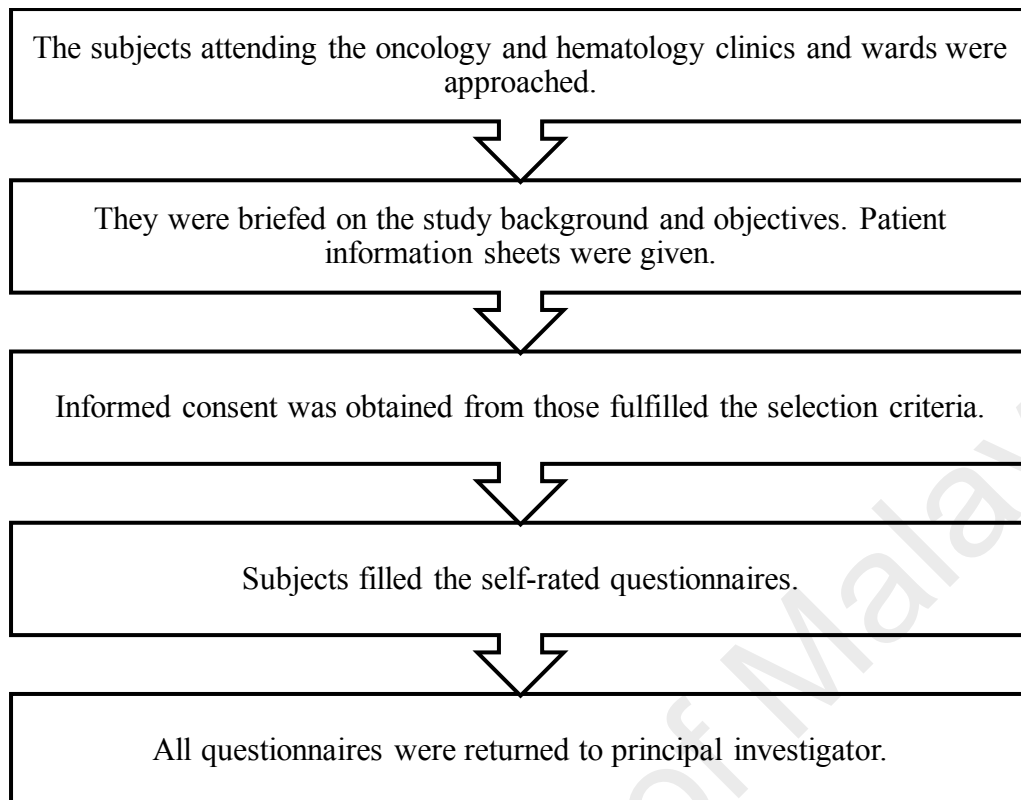 The subjects attending the oncology and hematology clinics and wards were
approached.
They were briefed on the study background and objectives. Patient
information sheets were given.
Informed consent was obtained from those fulfilled the selection criteria.
Subjects filled the self-rated questionnaires.
All questionnaires were returned to principal investigator.
of Malay